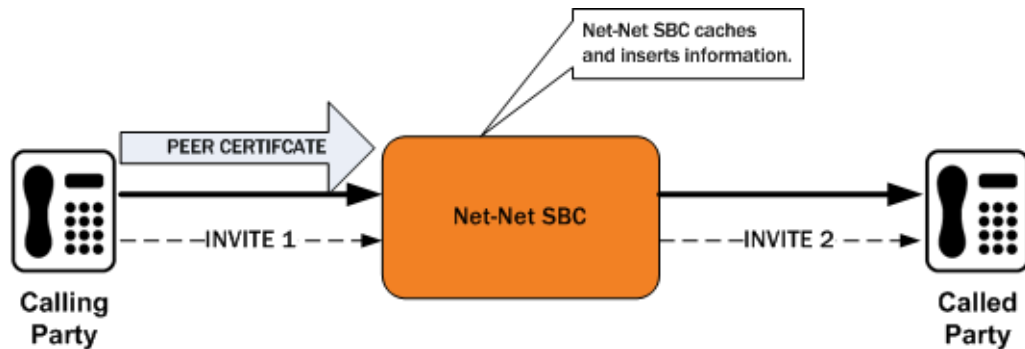 Net-Net SBC caches
and inserts information.
PEER CERTIFCATE
Net-Net SBC
INVITE 1
INVITE 2
Calling
Party
Called
Party